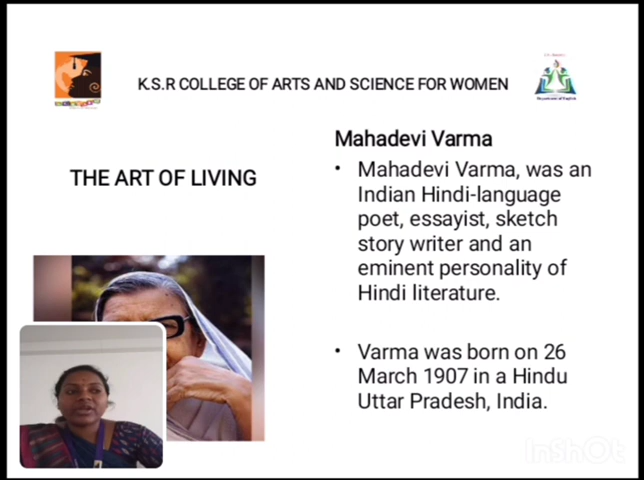 K.S.R COLLEGE OF ARTS AND SCIENCE FOR WOMEN
THE ART OF LIVING
Mahadevi Varma
• Mahadevi Varma, was an
Indian Hindi-language
poet, essayist, sketch
story writer and an
eminent personality of
Hindi literature.
• Varma was born on 26
March 1907 in a Hindu
Uttar Pradesh, India.
InShOt